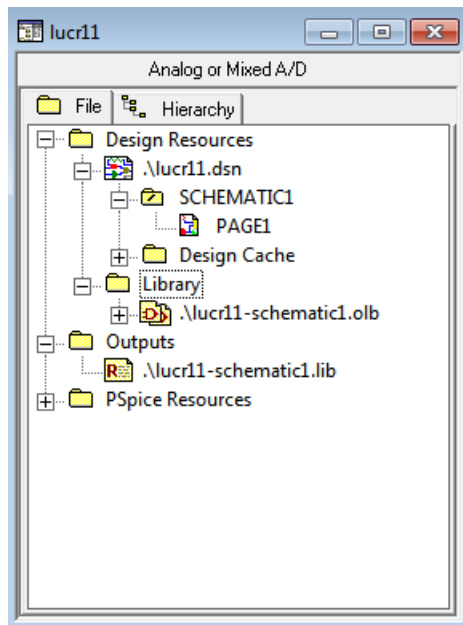 lucr11
Analog or Mixed A/D
File Hierarchy
Design Resources
.\lucr11.dsn
SCHEMATIC1
PAGE1
Design Cache
Library
.\lucr11-schematic1.olb
Outputs
.\lucr11-schematic1.lib
PSpice Resources